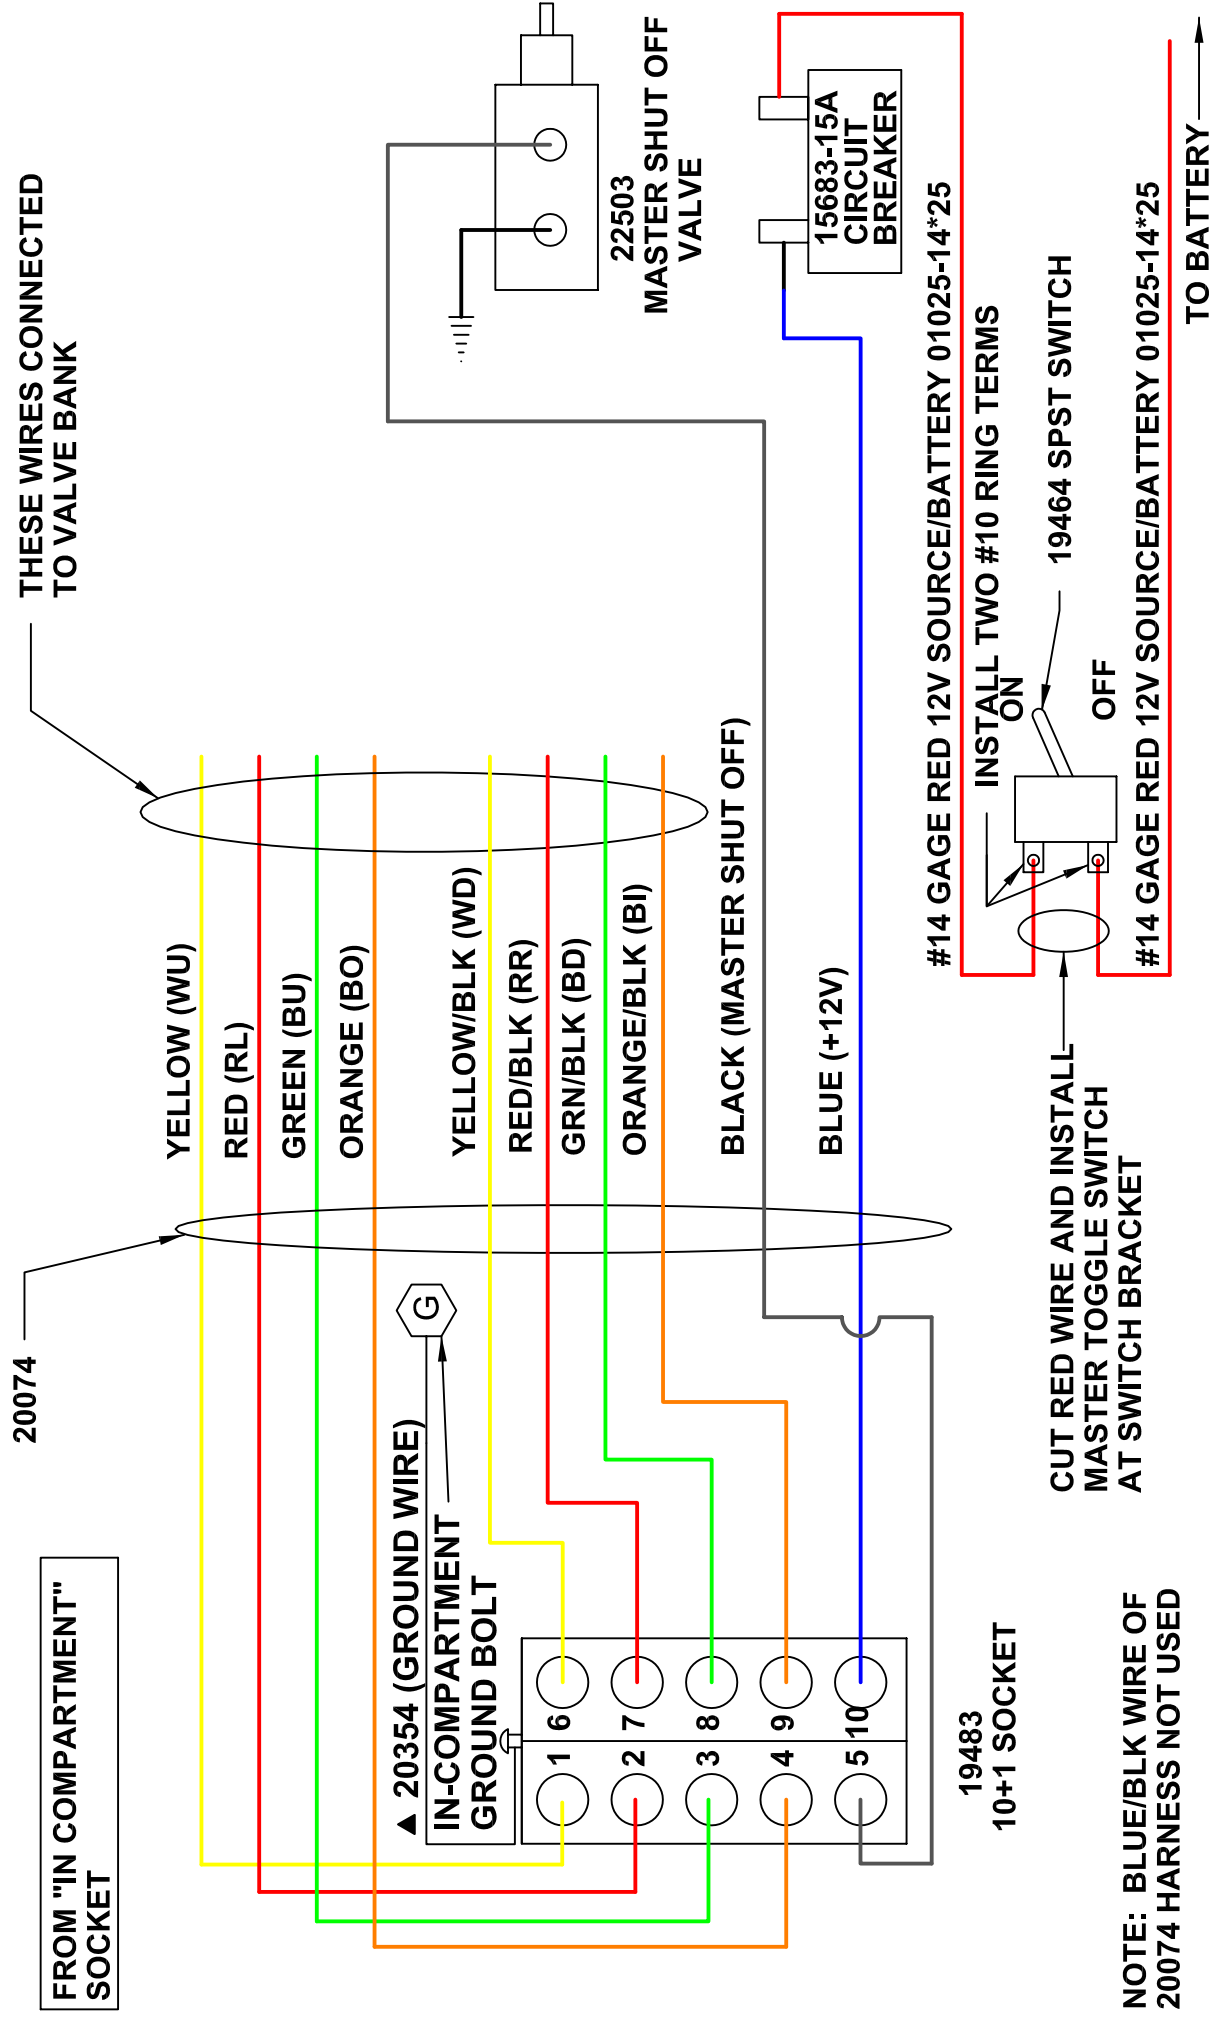 FROM "IN COMPARTMENT"
SOCKET
20074
THESE WIRES CONNECTED
TO VALVE BANK
YELLOW (WU)
RED (RL)
GREEN (BU)
ORANGE (BO)
YELLOW/BLK (WD)
RED/BLK (RR)
GRN/BLK (BD)
ORANGE/BLK (BI)
BLACK (MASTER SHUT OFF)
BLUE (+12V)
G
▲ 20354 (GROUND WIRE)
IN-COMPARTMENT
GROUND BOLT
1
2
3
4
5
6
7
8
9
10
19483
10+1 SOCKET
22503
MASTER SHUT OFF
VALVE
15683-15A
CIRCUIT
BREAKER
#14 GAGE RED 12V SOURCE/BATTERY 01025-14*25
INSTALL TWO #10 RING TERMS
ON
19464 SPST SWITCH
OFF
#14 GAGE RED 12V SOURCE/BATTERY 01025-14*25
TO BATTERY
CUT RED WIRE AND INSTALL
MASTER TOGGLE SWITCH
AT SWITCH BRACKET
NOTE: BLUE/BLK WIRE OF
20074 HARNESS NOT USED